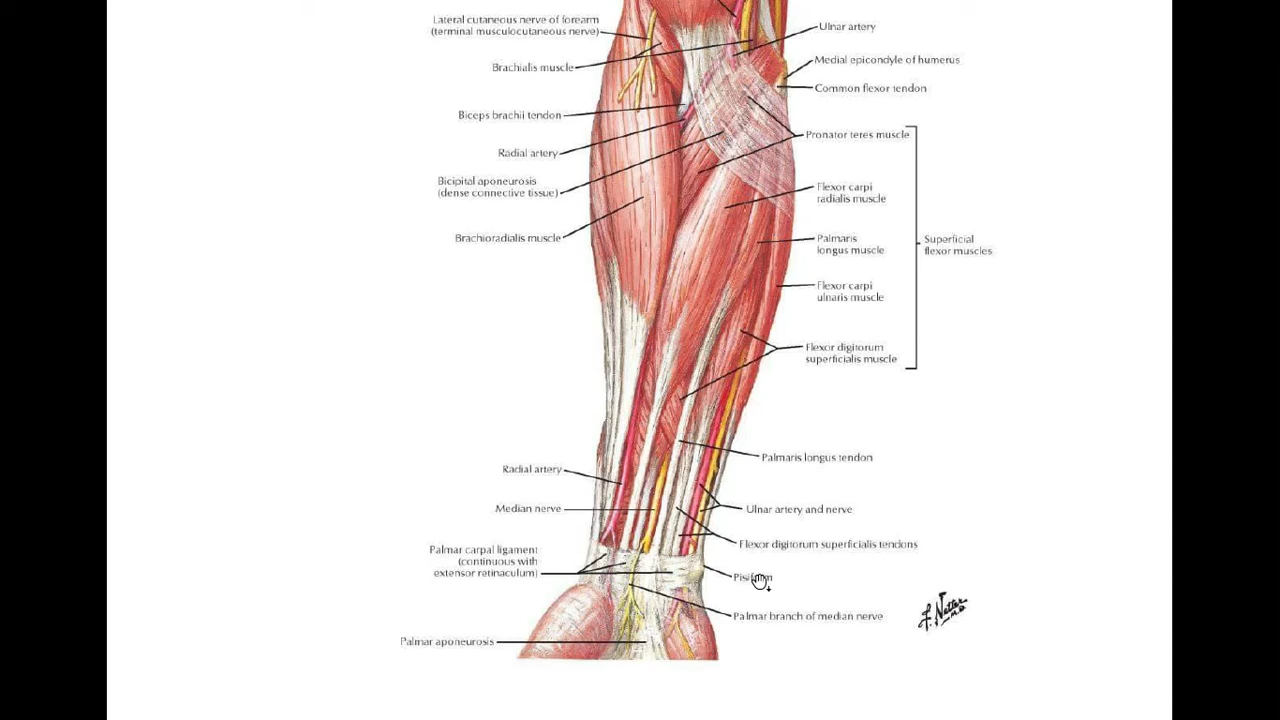 Lateral cutaneous nerve of forearm
(terminal musculocutaneous nerve)
Brachialis muscle
Biceps brachii tendon
Radial artery
Bicipital aponeurosis
(dense connective tissue)
Brachioradialis muscle
Radial artery
Median nerve
Palmar carpal ligament
(continuous with
extensor retinaculum)
Palmar aponeurosis
Ulnar artery
Medial epicondyle of humerus
Common flexor tendon
Pronator teres muscle
Flexor carpi
radialis muscle
Palmaris
longus muscle
Flexor carpi
ulnaris muscle
Flexor digitorum
superficialis muscle
Superficial
flexor muscles
Palmaris longus tendon
Ulnar artery and nerve
Flexor digitorum superficialis tendons
Pisiform
Palmar branch of median nerve
F. Netter
M.D.